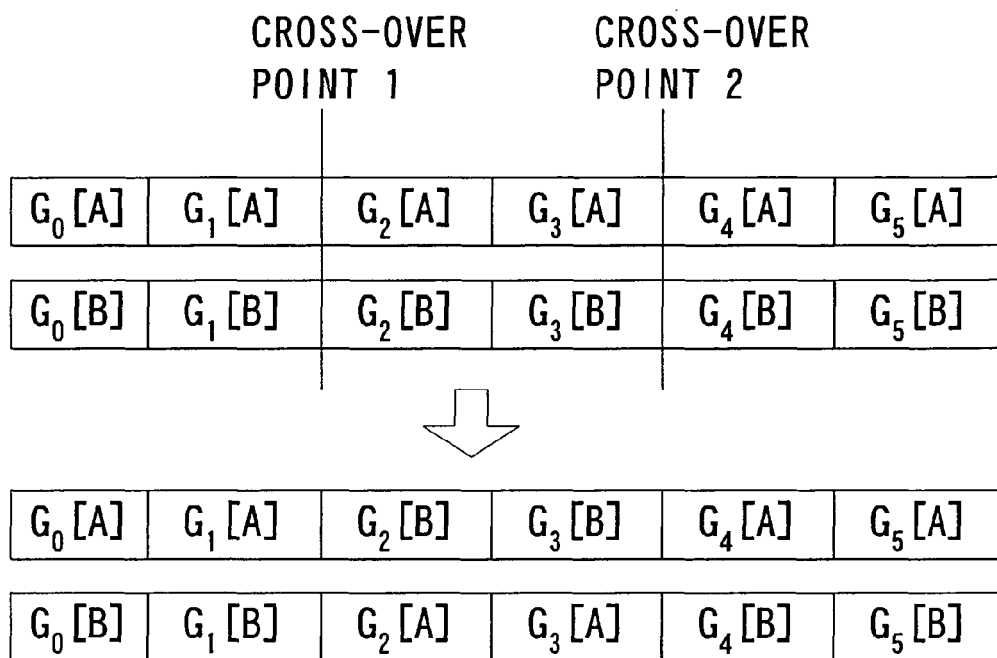 CROSS-OVER POINT 1
CROSS-OVER POINT 2
G₀[A] G₁[A] G₂[A] G₃[A] G₄[A] G₅[A]
G₀[B] G₁[B] G₂[B] G₃[B] G₄[B] G₅[B]
G₀[A] G₁[A] G₂[B] G₃[B] G₄[A] G₅[A]
G₀[B] G₁[B] G₂[A] G₃[A] G₄[B] G₅[B]